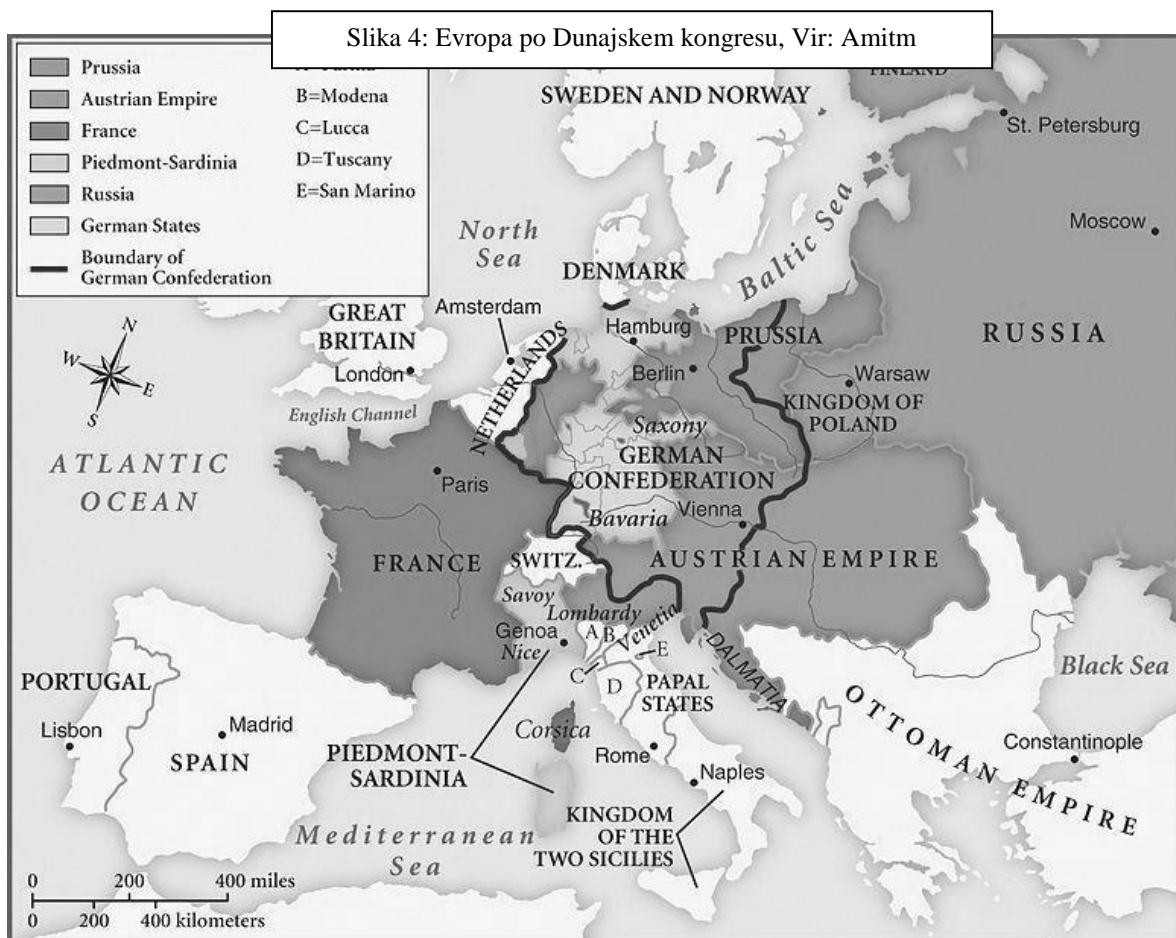 Slika 4: Evropa po Dunajskem kongresu, Vir: Amitm
Prussia
Austrian Empire
France
Piedmont-Sardinia
Russia
German States
Boundary of
German Confederation
B=Modena
C=Lucca
D=Tuscany
E=San Marino
FINLAND
SWEDEN AND NORWAY
St. Petersburg
Moscow
North
Sea
Baltic Sea
DENMARK
RUSSIA
N
W
E
S
GREAT
BRITAIN
London
Amsterdam
NETHERLANDS
Hamburg
PRUSSIA
Berlin
Warsaw
KINGDOM OF
POLAND
English Channel
ATLANTIC
OCEAN
Saxony
GERMAN
CONFEDERATION
Paris
Vienna
Bavaria
FRANCE
SWITZ.
AUSTRIAN EMPIRE
Savoy
Lombardy
Venetia
Genoa
Nice
A
B
E
C
D
DALMATIA
Black Sea
PORTUGAL
Lisbon
Madrid
SPAIN
PAPAL
STATES
Corsica
Rome
OTTOMAN EMPIRE
Constantinople
PIEDMONT-
SARDINIA
Naples
Mediterranean
Sea
KINGDOM
OF THE
TWO SICILIES
0 200 400 miles
0 200 400 kilometers